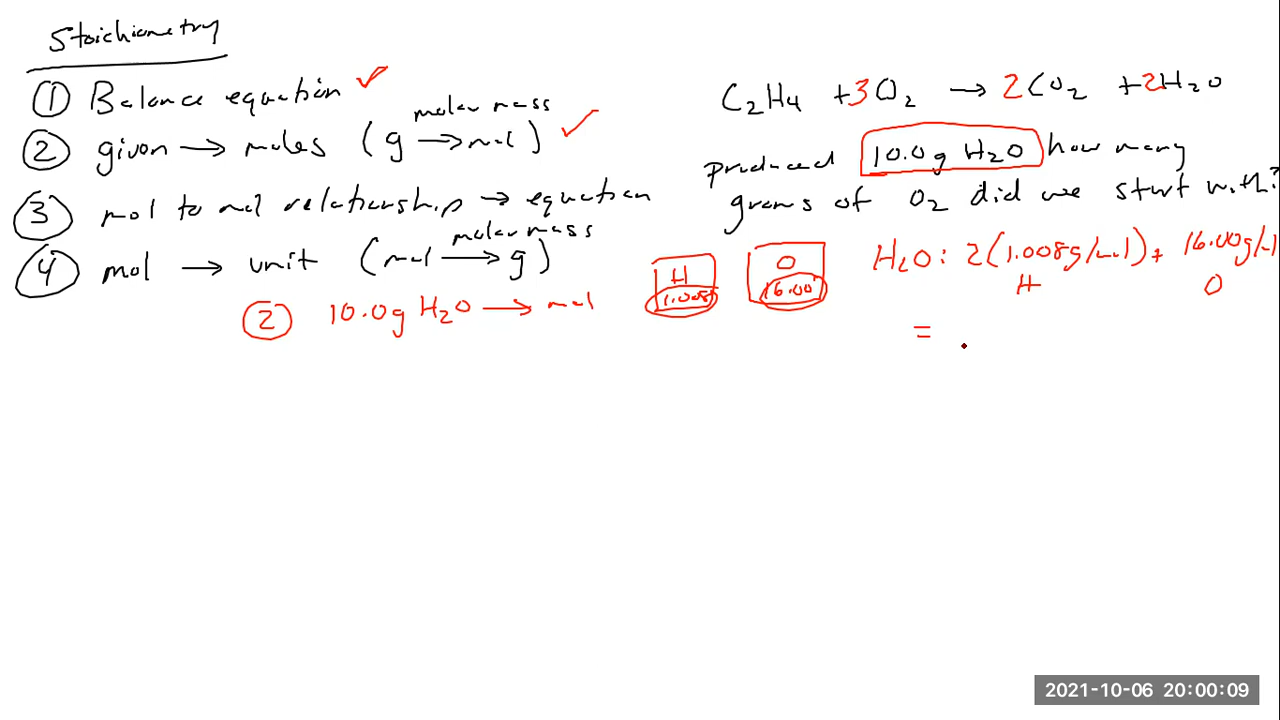 Stoichiometry
① Balance equation ✓
molar mass
② given → moles (g → mol) ✓
③ mol to mol relationship → equation
molar mass
④ mol → unit (mol → g)
② 10.0g H2O → mol
C2H4 + 3O2 → 2CO2 + 2H2O
produced 10.0g H2O how many
grams of O2 did we start with?
H
1.008
O
16.00
H2O: 2(1.008g/mol) + 16.00g/
H O
=
2021-10-06 20:00:09